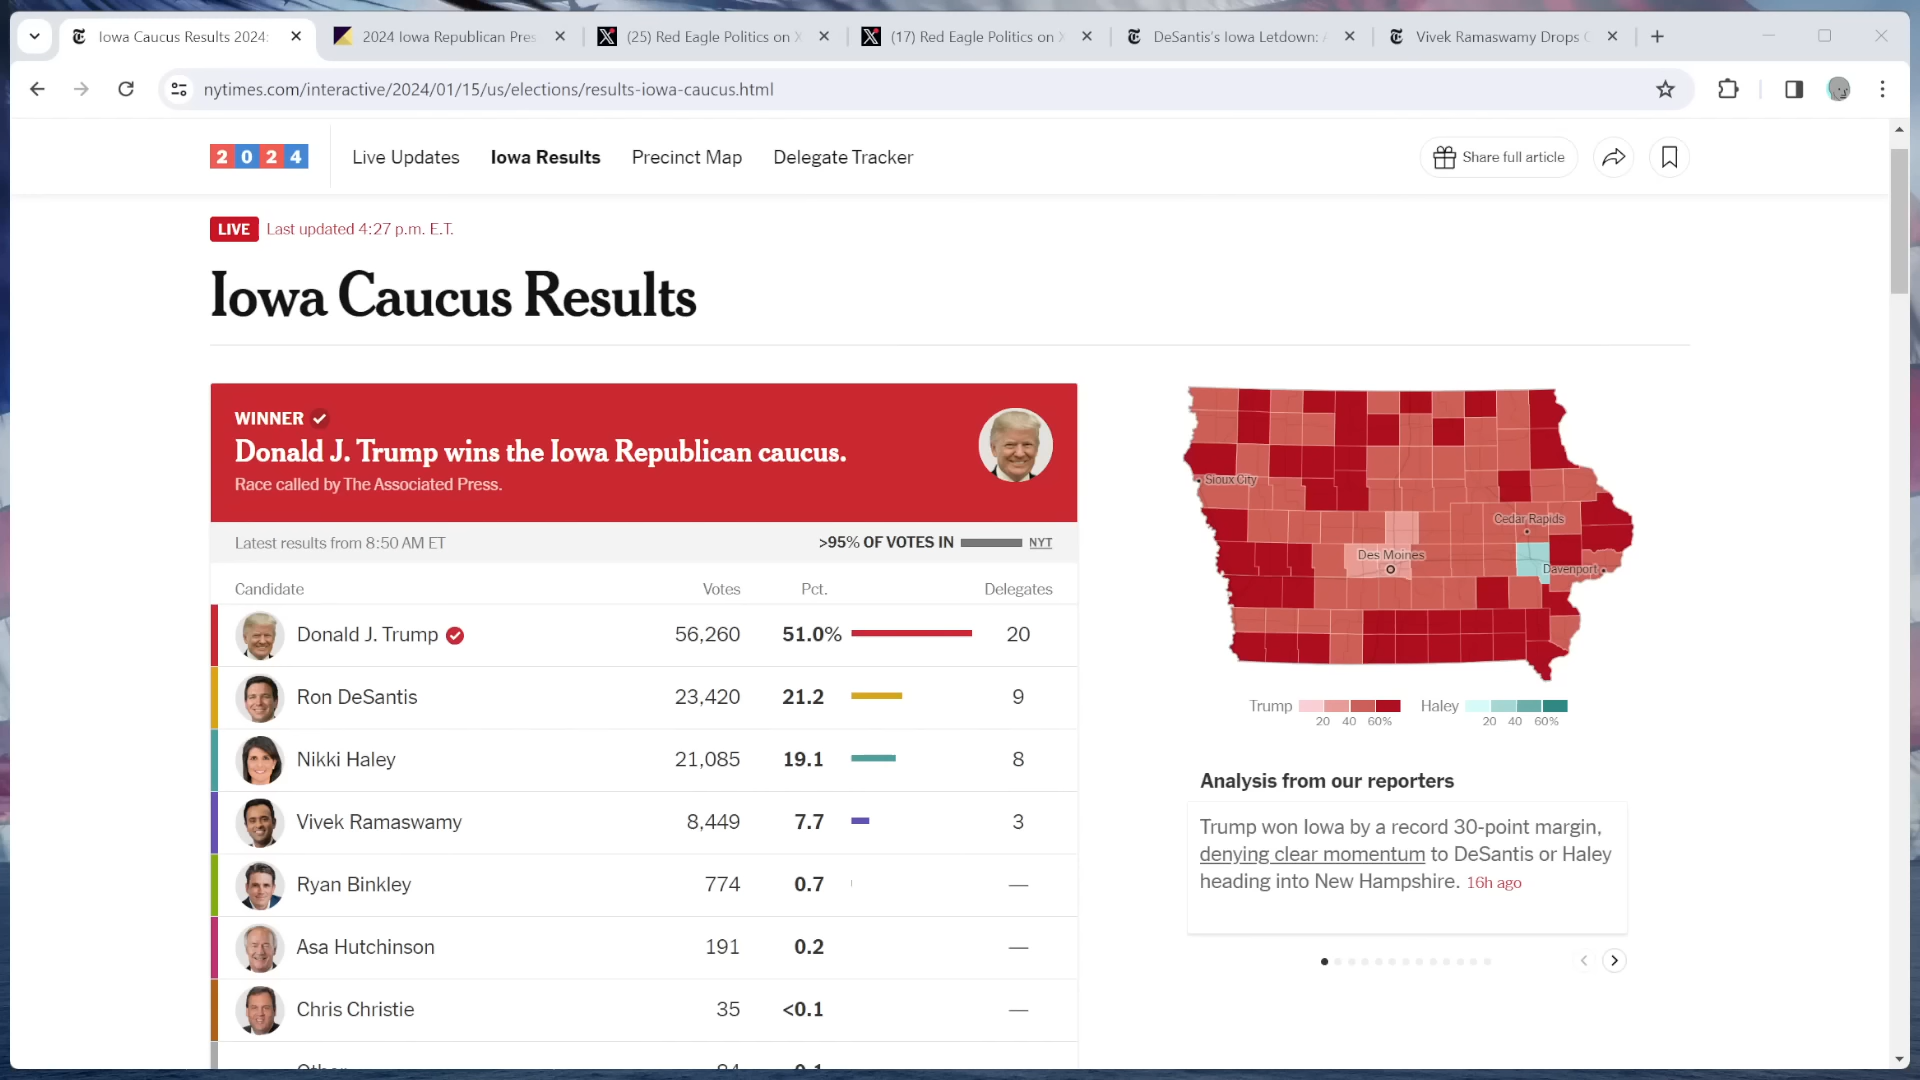 Iowa Caucus Results 2024:
2024 Iowa Republican Pres
(25) Red Eagle Politics on X
(17) Red Eagle Politics on X
DeSantis's Iowa Letdown:
Vivek Ramaswamy Drops
nytimes.com/interactive/2024/01/15/us/elections/results-iowa-caucus.html
2024
Live Updates
Iowa Results
Precinct Map
Delegate Tracker
Share full article
LIVE Last updated 4:27 p.m. E.T.
Iowa Caucus Results
WINNER
Donald J. Trump wins the Iowa Republican caucus.
Race called by The Associated Press.
Latest results from 8:50 AM ET
>95% OF VOTES IN NYT
Candidate Votes Pct. Delegates
Donald J. Trump 56,260 51.0% 20
Ron DeSantis 23,420 21.2 9
Nikki Haley 21,085 19.1 8
Vivek Ramaswamy 8,449 7.7 3
Ryan Binkley 774 0.7 —
Asa Hutchinson 191 0.2 —
Chris Christie 35 <0.1 —
Sioux City
Cedar Rapids
Des Moines
Davenport
Trump 20 40 60%
Haley 20 40 60%
Analysis from our reporters
Trump won Iowa by a record 30-point margin,
denying clear momentum to DeSantis or Haley
heading into New Hampshire. 16h ago